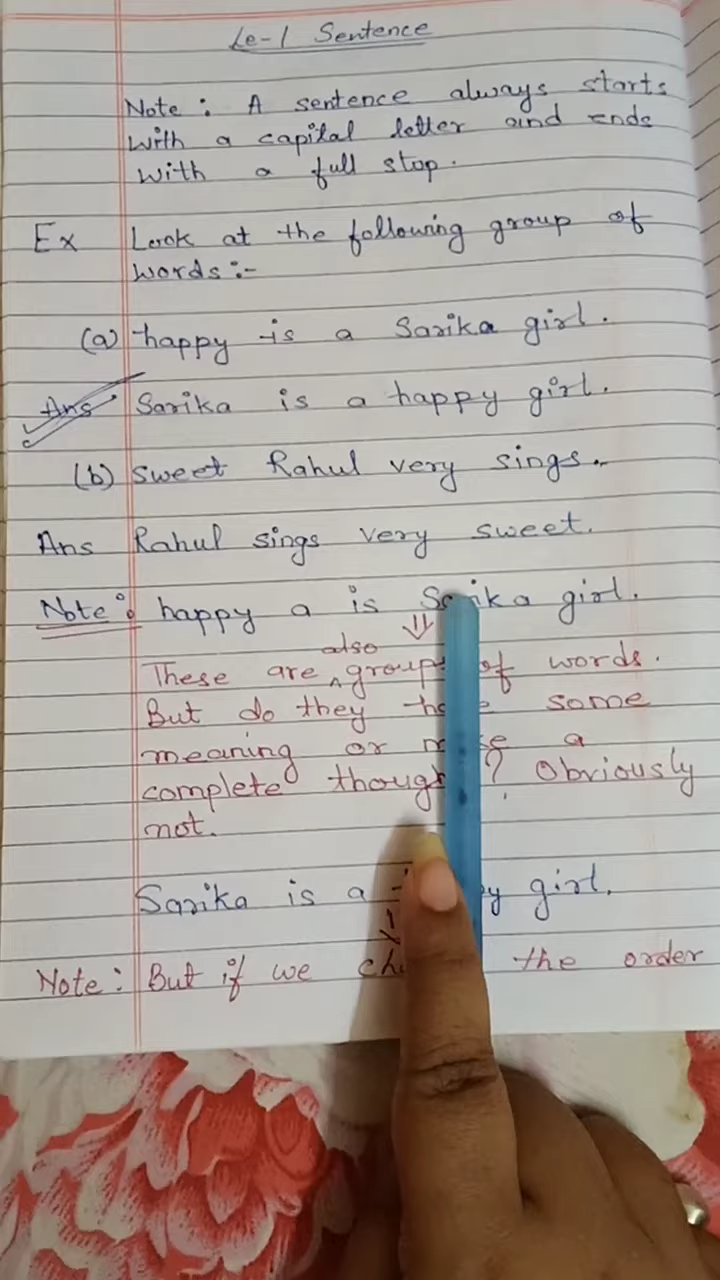 Le-1 Sentence
Note: A sentence always starts
with a capital letter and ends
with a full stop.
Ex Look at the following group of
words:-
(a) happy is a Sarika girl.
Ans Sarika is a happy girl.
(b) sweet Rahul very sings.
Ans Rahul sings very sweet.
Note: happy a is Sarika girl.
also
These are group of words.
But do they some
meaning or a
complete ? Obviously
not.
Sarika is a girl.
Note: But if we the order